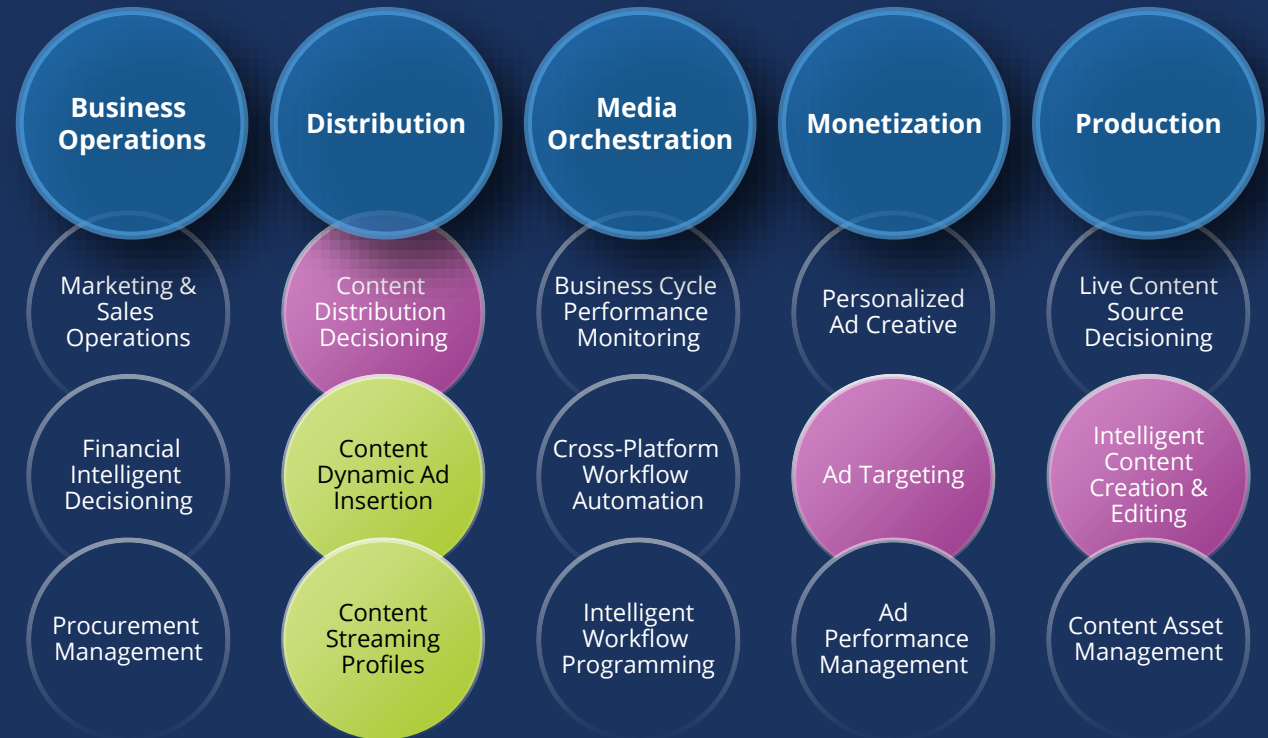 Business
Operations
Distribution
Media
Orchestration
Monetization
Production
Marketing &
Sales
Operations
Content
Distribution
Decisioning
Business Cycle
Performance
Monitoring
Personalized
Ad Creative
Live Content
Source
Decisioning
Financial
Intelligent
Decisioning
Content
Dynamic Ad
Insertion
Cross-Platform
Workflow
Automation
Ad Targeting
Intelligent
Content
Creation &
Editing
Procurement
Management
Content
Streaming
Profiles
Intelligent
Workflow
Programming
Ad
Performance
Management
Content Asset
Management